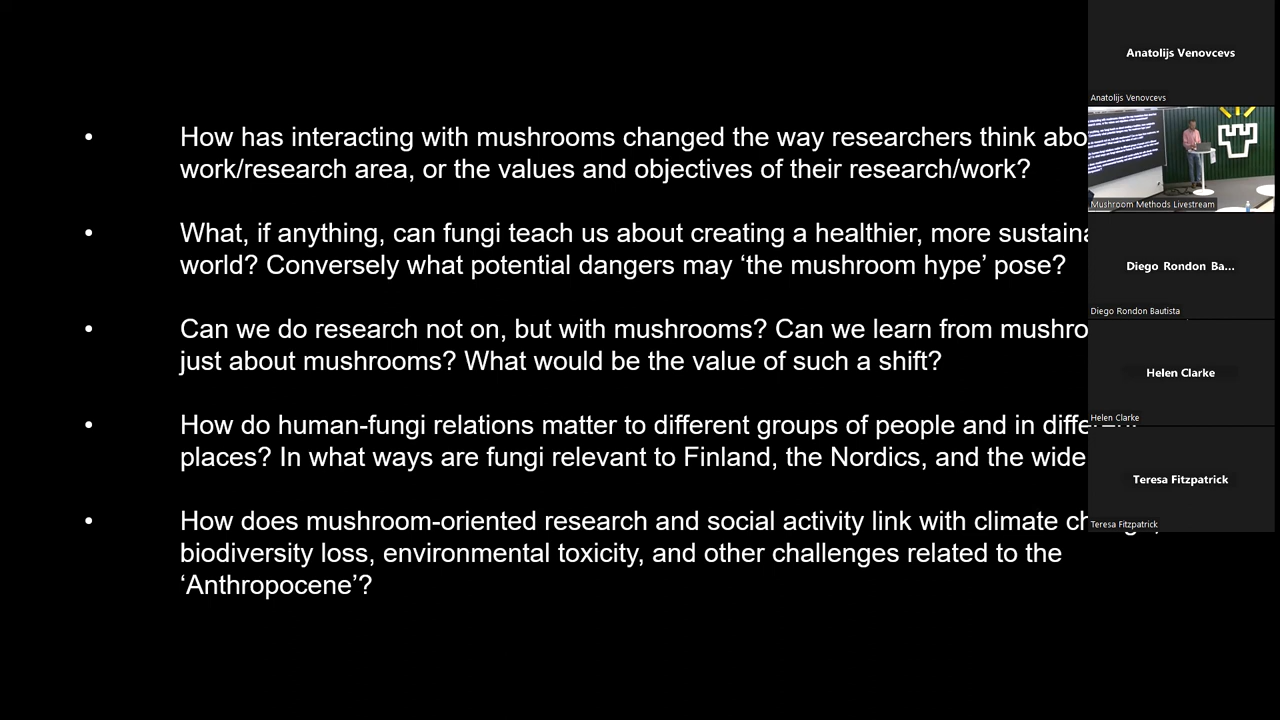 • How has interacting with mushrooms changed the way researchers think abo
work/research area, or the values and objectives of their research/work?
• What, if anything, can fungi teach us about creating a healthier, more sustaina
world? Conversely what potential dangers may ‘the mushroom hype’ pose?
• Can we do research not on, but with mushrooms? Can we learn from mushro
just about mushrooms? What would be the value of such a shift?
• How do human-fungi relations matter to different groups of people and in different
places? In what ways are fungi relevant to Finland, the Nordics, and the wide
• How does mushroom-oriented research and social activity link with climate change,
biodiversity loss, environmental toxicity, and other challenges related to the
‘Anthropocene’?
Anatolijs Venovcevs
Anatolijs Venovcevs
Mushroom Methods Livestream
Diego Rondon Ba...
Diego Rondon Bautista
Helen Clarke
Helen Clarke
Teresa Fitzpatrick
Teresa Fitzpatrick